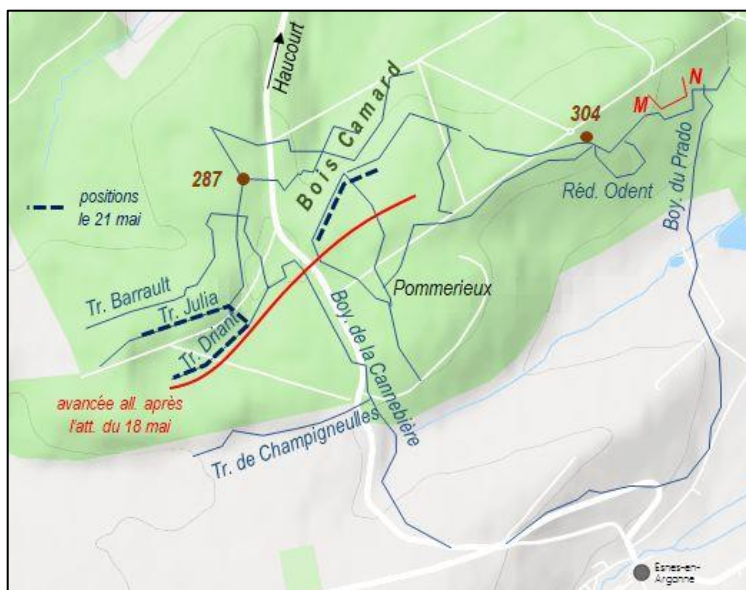 Haucourt
Bois Camard
M N
304
287
positions
le 21 mai
Réd. Odent
Boy. du Prado
Tr. Barrault
Tr. Julia
Tr. Driant
Pommerieux
Boy. de la Cannebière
avancée all. après
l'att. du 18 mai
Tr. de Champigneulles
Esnes-en-
Argonne